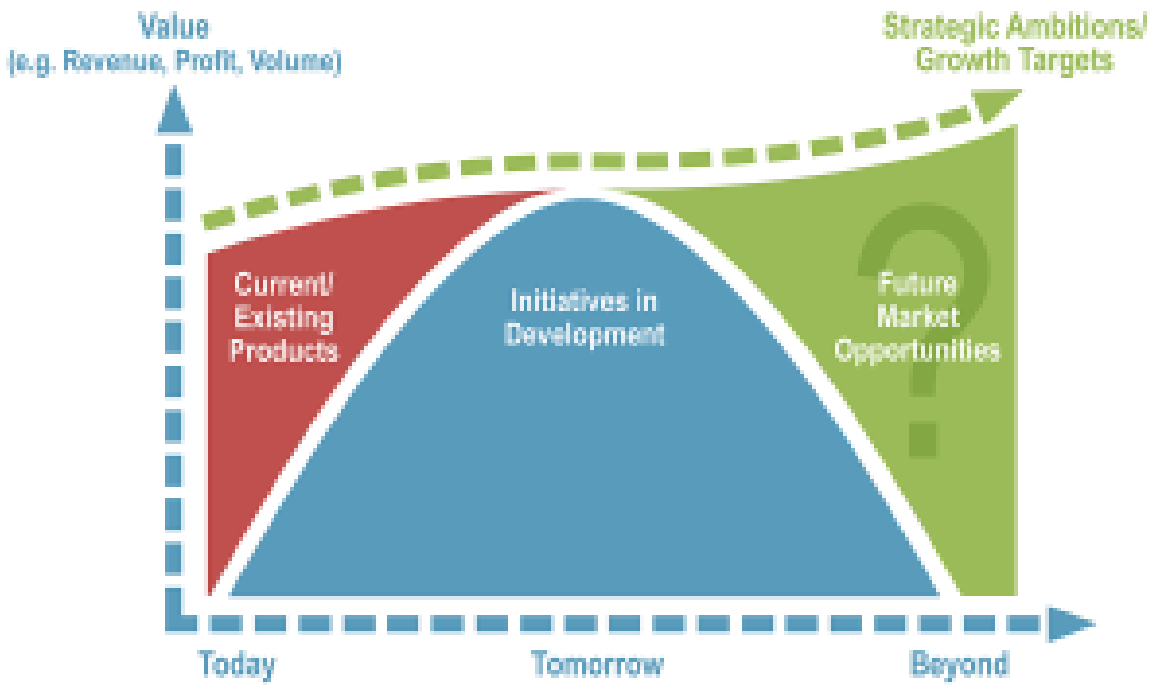 Value
(e.g. Revenue, Profit, Volume)
Strategic Ambitions/
Growth Targets
Current/
Existing
Products
Initiatives in
Development
?
Future
Market
Opportunities
Today
Tomorrow
Beyond